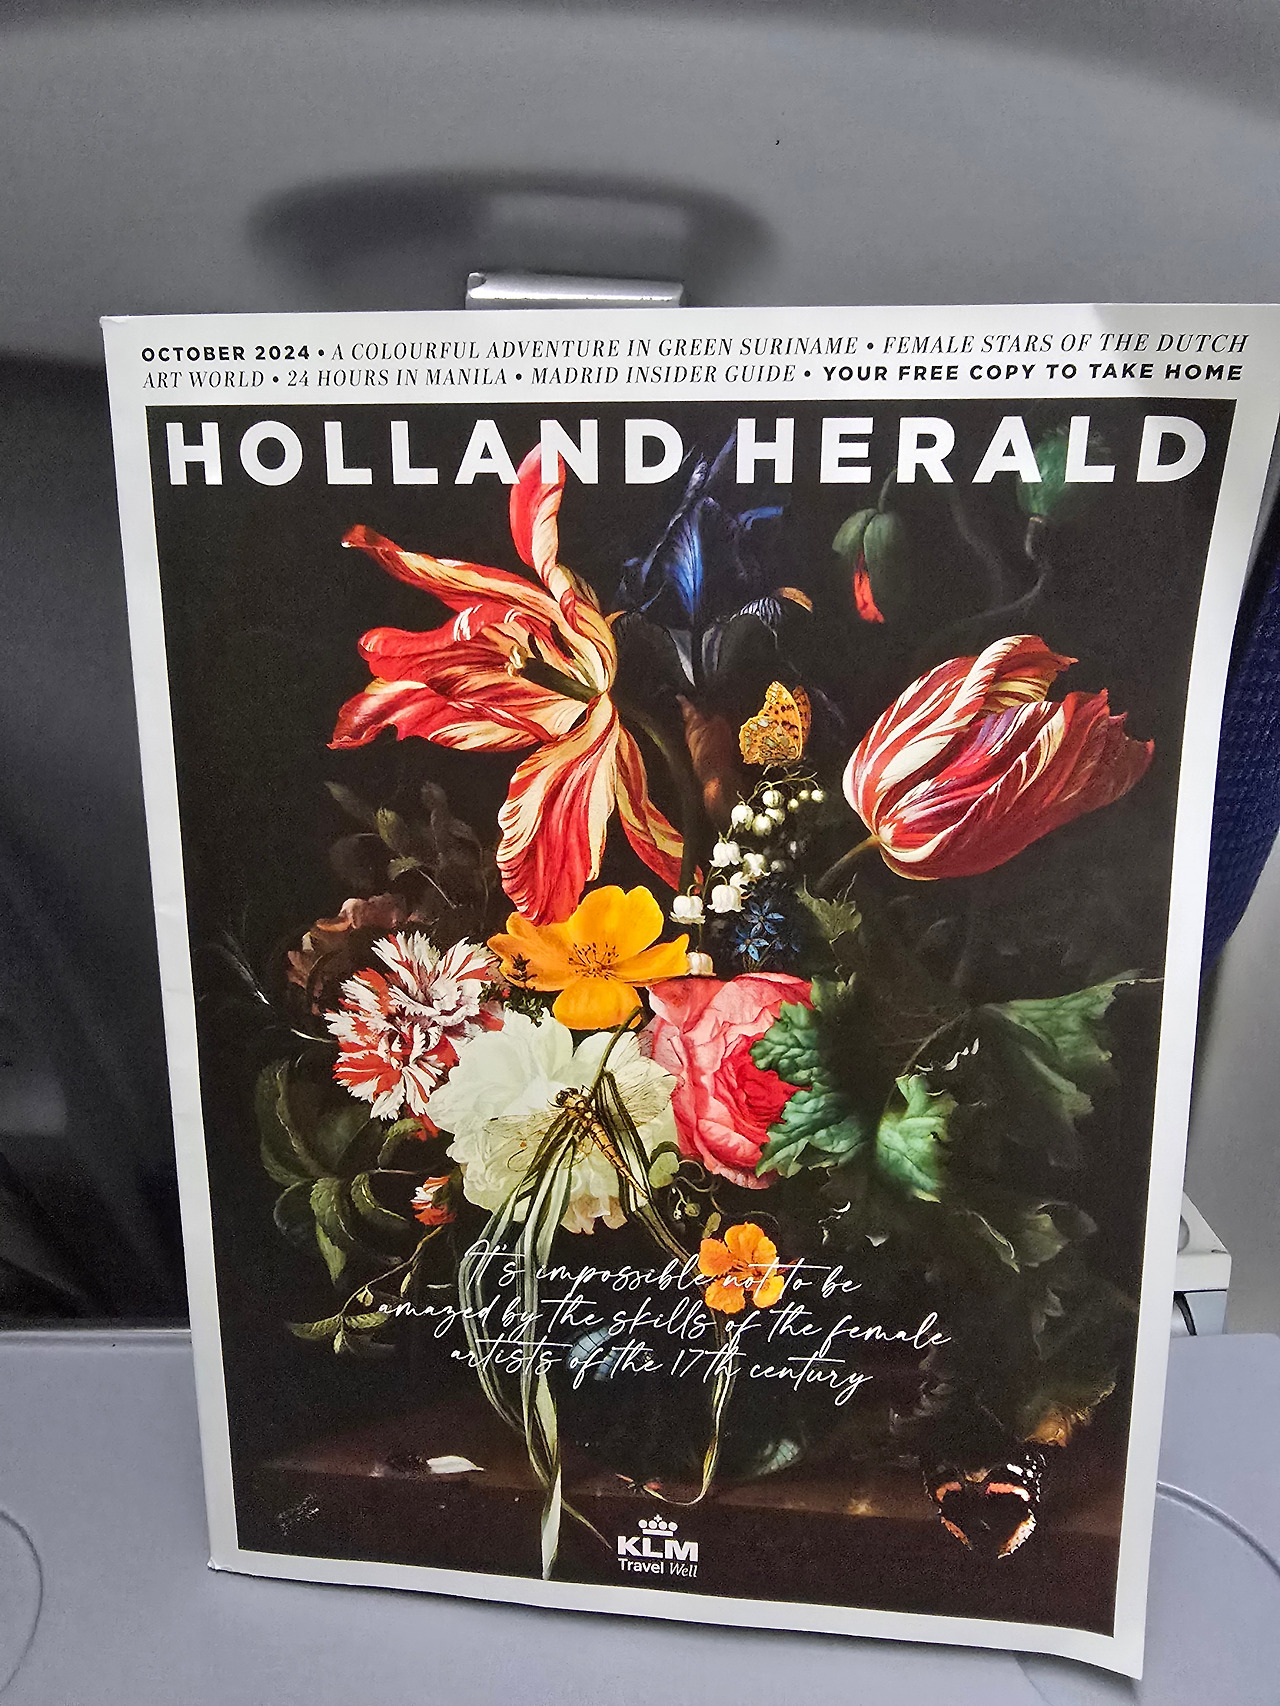 OCTOBER 2024 • A COLOURFUL ADVENTURE IN GREEN SURINAME • FEMALE STARS OF THE DUTCH
ART WORLD • 24 HOURS IN MANILA • MADRID INSIDER GUIDE • YOUR FREE COPY TO TAKE HOME
HOLLAND HERALD
It's impossible not to be
amazed by the skills of the female
artists of the 17th century
KLM
Travel Well